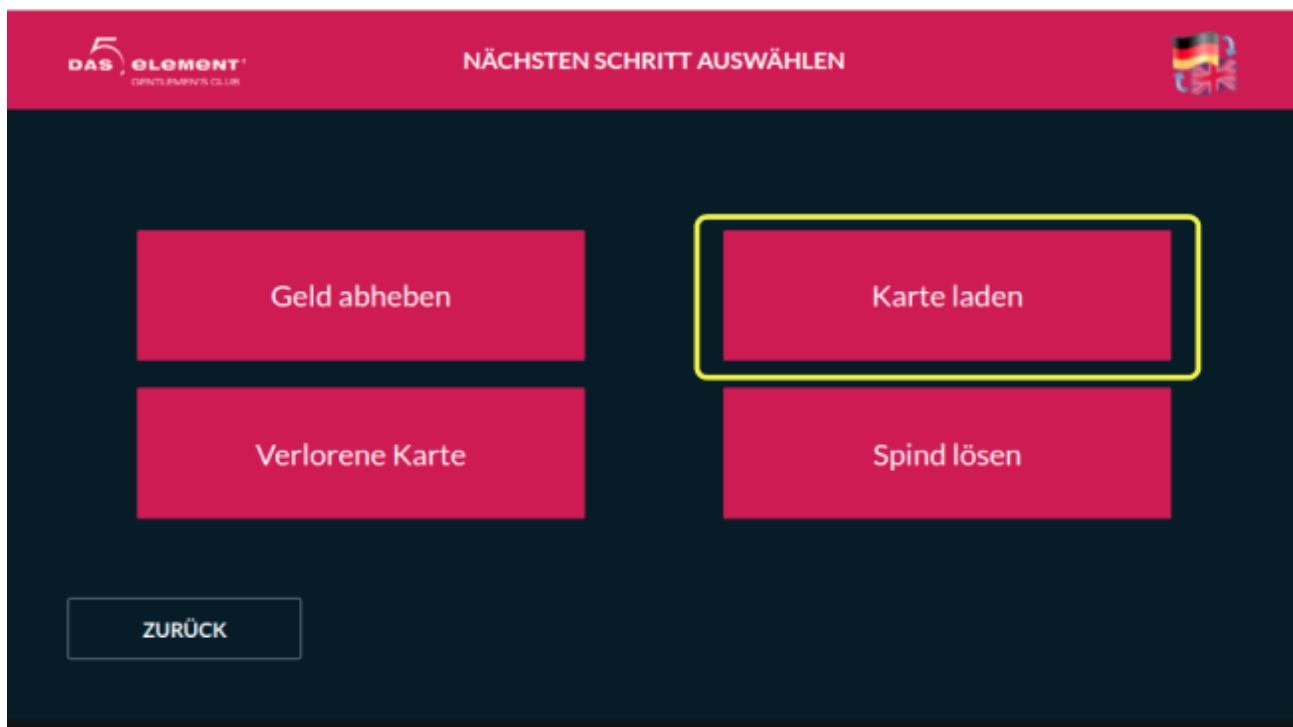 DAS 5 element
GENTLEMEN'S CLUB
NÄCHSTEN SCHRITT AUSWÄHLEN
Geld abheben
Karte laden
Verlorene Karte
Spind lösen
ZURÜCK